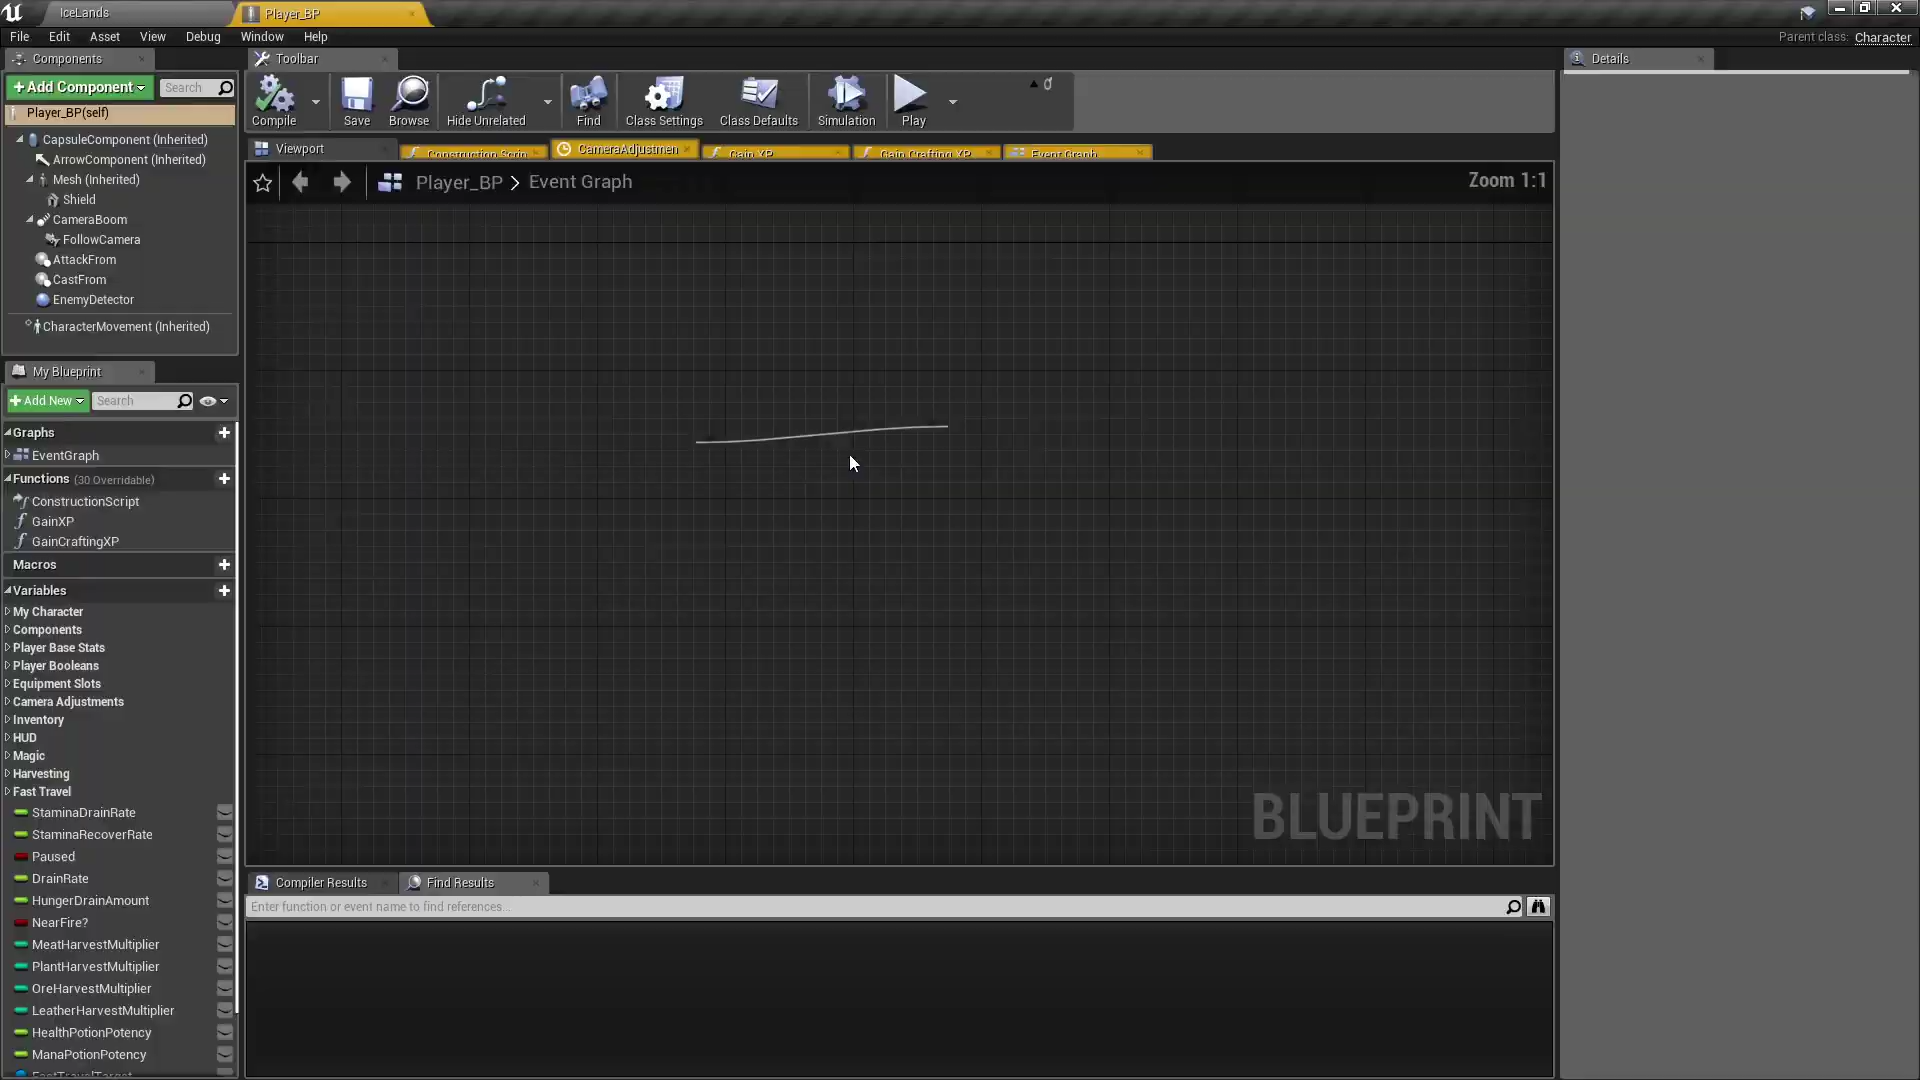 IceLands
Player_BP
File
Edit
Asset
View
Debug
Window
Help
Parent class:
Character
Components
Toolbar
Details
Add Component
Search
Player_BP(self)
CapsuleComponent (Inherited)
ArrowComponent (Inherited)
Mesh (Inherited)
Shield
CameraBoom
FollowCamera
AttackFrom
CastFrom
EnemyDetector
CharacterMovement (Inherited)
Compile
Save
Browse
Hide Unrelated
Find
Class Settings
Class Defaults
Simulation
Play
Viewport
Construction Scrip
CameraAdjustmen
Gain XP
Gain Crafting XP
Event Graph
Player_BP > Event Graph
Zoom 1:1
My Blueprint
Add New
Search
Graphs
EventGraph
Functions (30 Overridable)
ConstructionScript
GainXP
GainCraftingXP
Macros
Variables
My Character
Components
Player Base Stats
Player Booleans
Equipment Slots
Camera Adjustments
Inventory
HUD
Magic
Harvesting
Fast Travel
StaminaDrainRate
StaminaRecoverRate
Paused
DrainRate
HungerDrainAmount
NearFire?
MeatHarvestMultiplier
PlantHarvestMultiplier
OreHarvestMultiplier
LeatherHarvestMultiplier
HealthPotionPotency
ManaPotionPotency
FastTravelTarget
BLUEPRINT
Compiler Results
Find Results
Enter function or event name to find references...